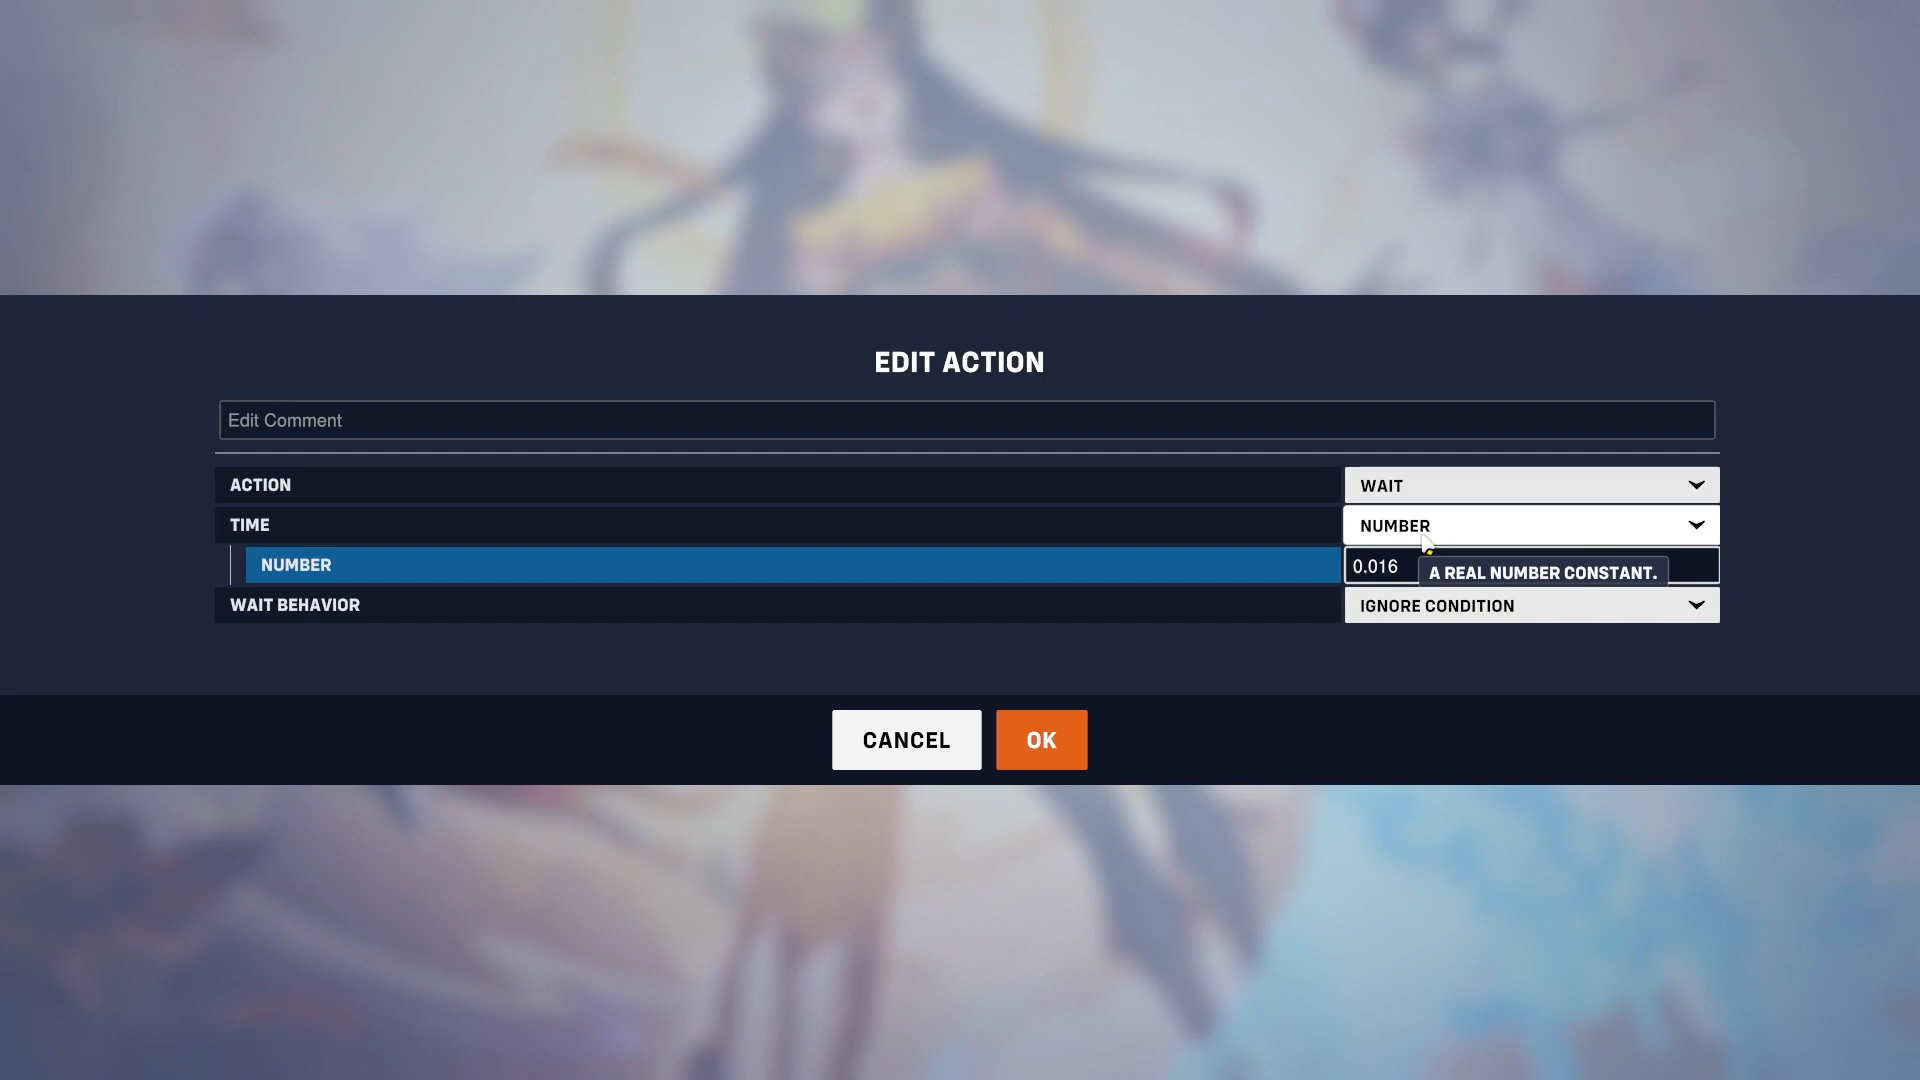 EDIT ACTION
Edit Comment
ACTION
WAIT
TIME
NUMBER
NUMBER
0.016
A REAL NUMBER CONSTANT.
WAIT BEHAVIOR
IGNORE CONDITION
CANCEL
OK